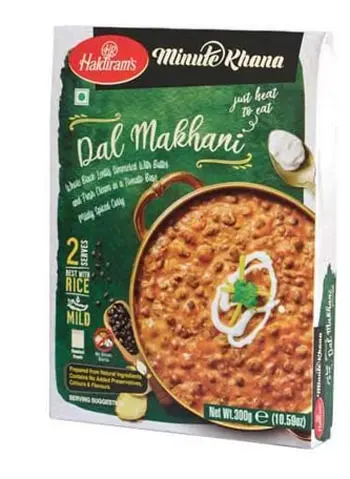 Haldiram's
Minute Khana
just heat
to eat
Dal Makhani
Whole Black Lentils Simmered With Butter
and Fresh Cream in a Tomato Base
Mildly Spiced Curry
2 SERVES
BEST WITH
RICE
MILD
Prepared from Natural Ingredients
Contains No Added Preservatives,
Colours & Flavours
SERVING SUGGESTION
Net Wt.300g e (10.59oz)
Haldiram's
Minute Khana
Dal Makhani